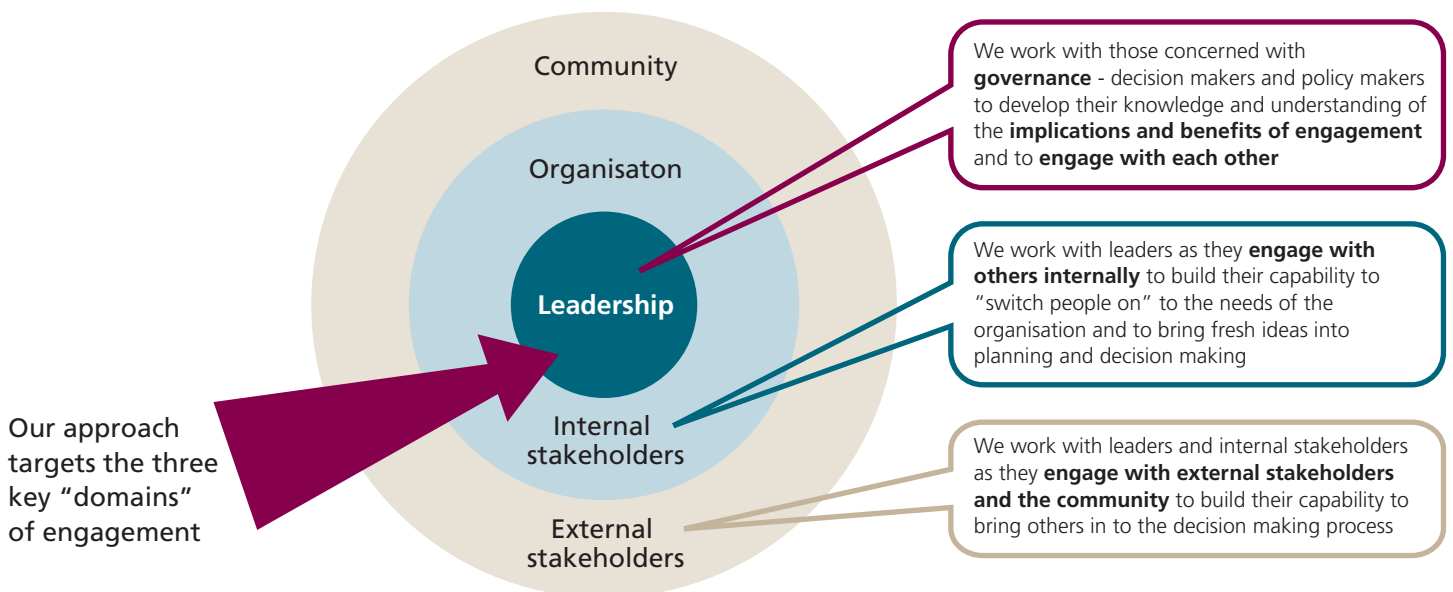 Community
Organisaton
Leadership
Internal
stakeholders
External
stakeholders
Our approach
targets the three
key “domains”
of engagement
We work with those concerned with
governance - decision makers and policy makers
to develop their knowledge and understanding of
the implications and benefits of engagement
and to engage with each other
We work with leaders as they engage with
others internally to build their capability to
“switch people on” to the needs of the
organisation and to bring fresh ideas into
planning and decision making
We work with leaders and internal stakeholders
as they engage with external stakeholders
and the community to build their capability to
bring others in to the decision making process